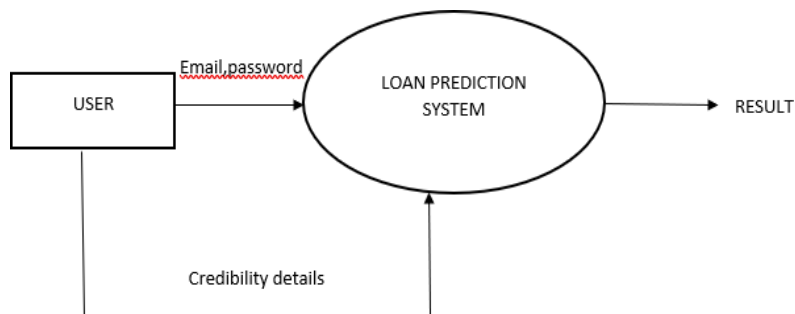 Email,password
USER
LOAN PREDICTION
SYSTEM
RESULT
Credibility details